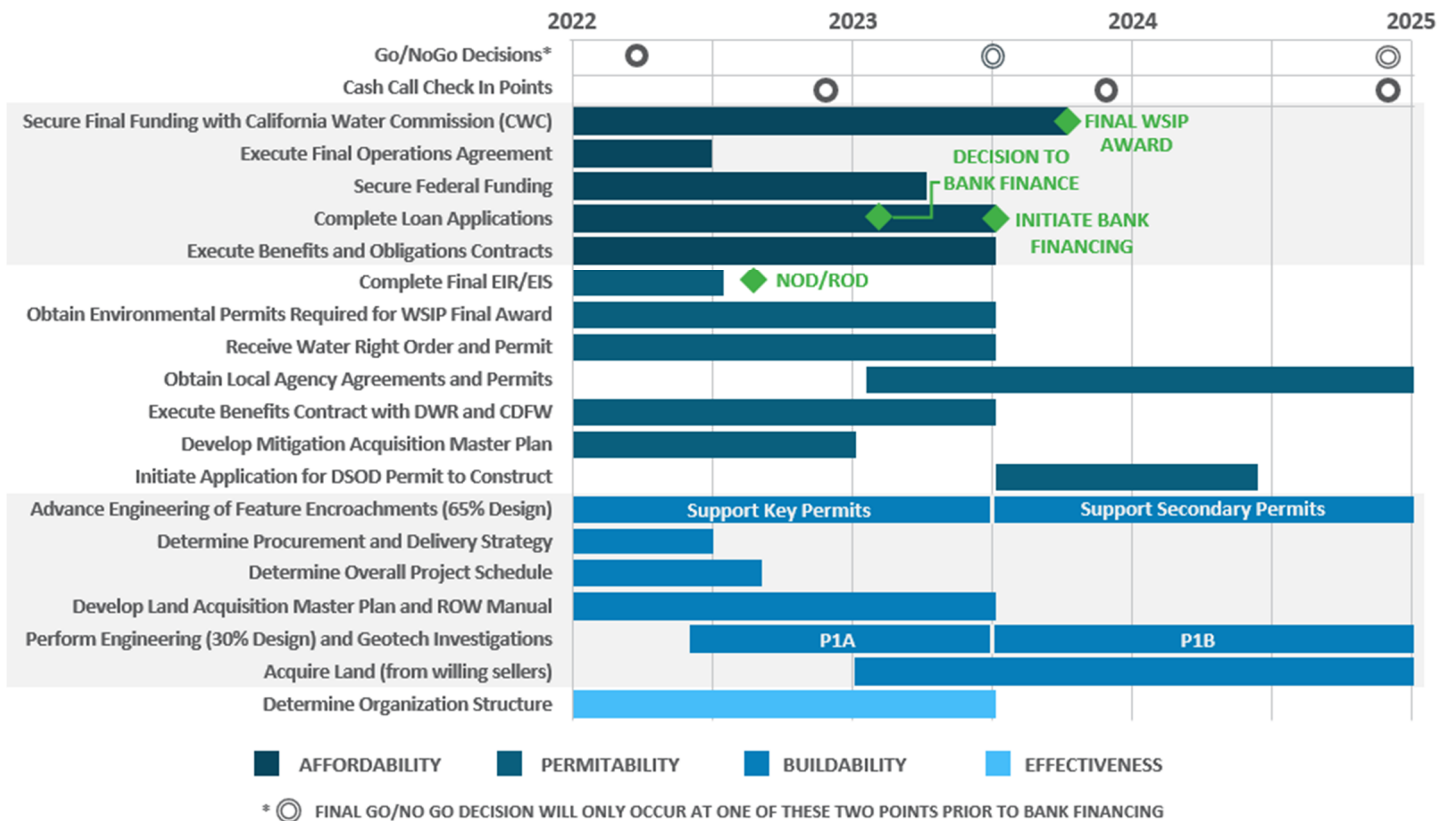 2022 2023 2024 2025
Go/NoGo Decisions*
Cash Call Check In Points
Secure Final Funding with California Water Commission (CWC)
FINAL WSIP
AWARD
Execute Final Operations Agreement
DECISION TO
BANK FINANCE
Secure Federal Funding
Complete Loan Applications
INITIATE BANK
FINANCING
Execute Benefits and Obligations Contracts
Complete Final EIR/EIS
NOD/ROD
Obtain Environmental Permits Required for WSIP Final Award
Receive Water Right Order and Permit
Obtain Local Agency Agreements and Permits
Execute Benefits Contract with DWR and CDFW
Develop Mitigation Acquisition Master Plan
Initiate Application for DSOD Permit to Construct
Advance Engineering of Feature Encroachments (65% Design)
Support Key Permits
Support Secondary Permits
Determine Procurement and Delivery Strategy
Determine Overall Project Schedule
Develop Land Acquisition Master Plan and ROW Manual
Perform Engineering (30% Design) and Geotech Investigations
P1A
P1B
Acquire Land (from willing sellers)
Determine Organization Structure
AFFORDABILITY
PERMITABILITY
BUILDABILITY
EFFECTIVENESS
* FINAL GO/NO GO DECISION WILL ONLY OCCUR AT ONE OF THESE TWO POINTS PRIOR TO BANK FINANCING